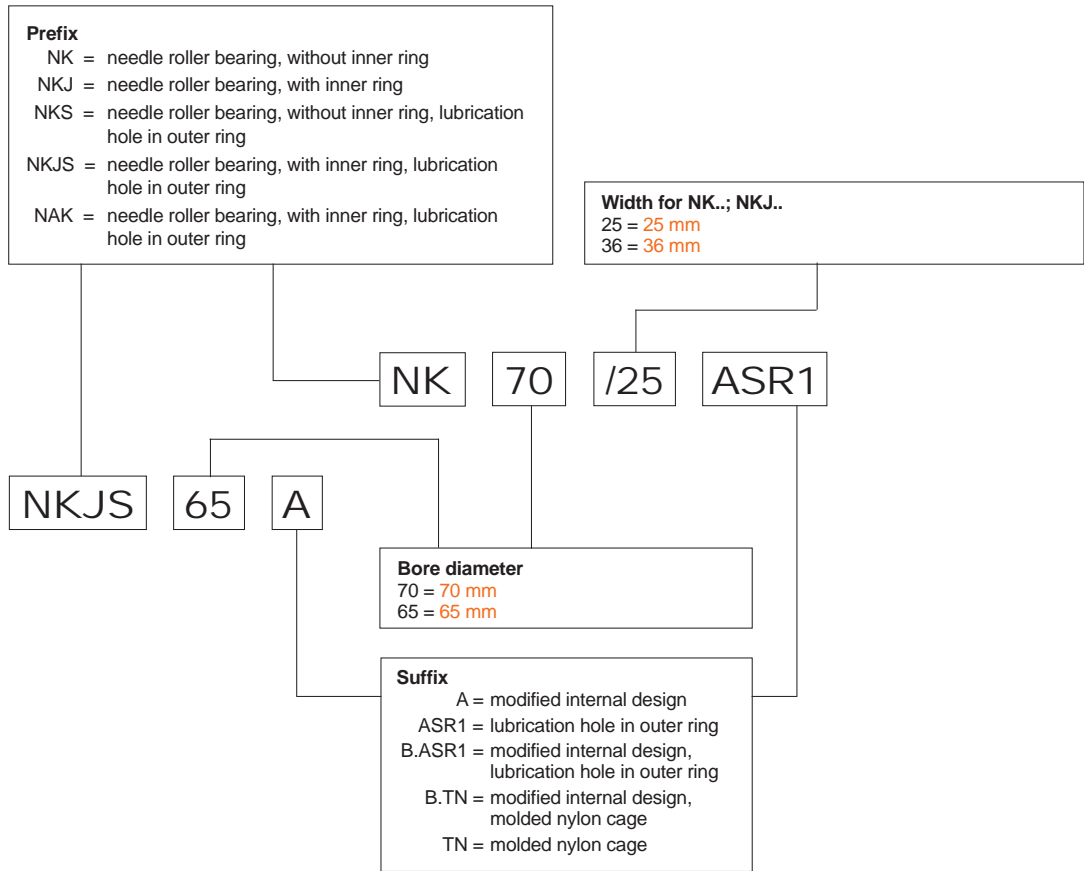 Prefix
NK = needle roller bearing, without inner ring
NKJ = needle roller bearing, with inner ring
NKS = needle roller bearing, without inner ring, lubrication
hole in outer ring
NKJS = needle roller bearing, with inner ring, lubrication
hole in outer ring
NAK = needle roller bearing, with inner ring, lubrication
hole in outer ring
Width for NK..; NKJ..
25 = 25 mm
36 = 36 mm
NK 70 /25 ASR1
NKJS 65 A
Bore diameter
70 = 70 mm
65 = 65 mm
Suffix
A = modified internal design
ASR1 = lubrication hole in outer ring
B.ASR1 = modified internal design,
lubrication hole in outer ring
B.TN = modified internal design,
molded nylon cage
TN = molded nylon cage